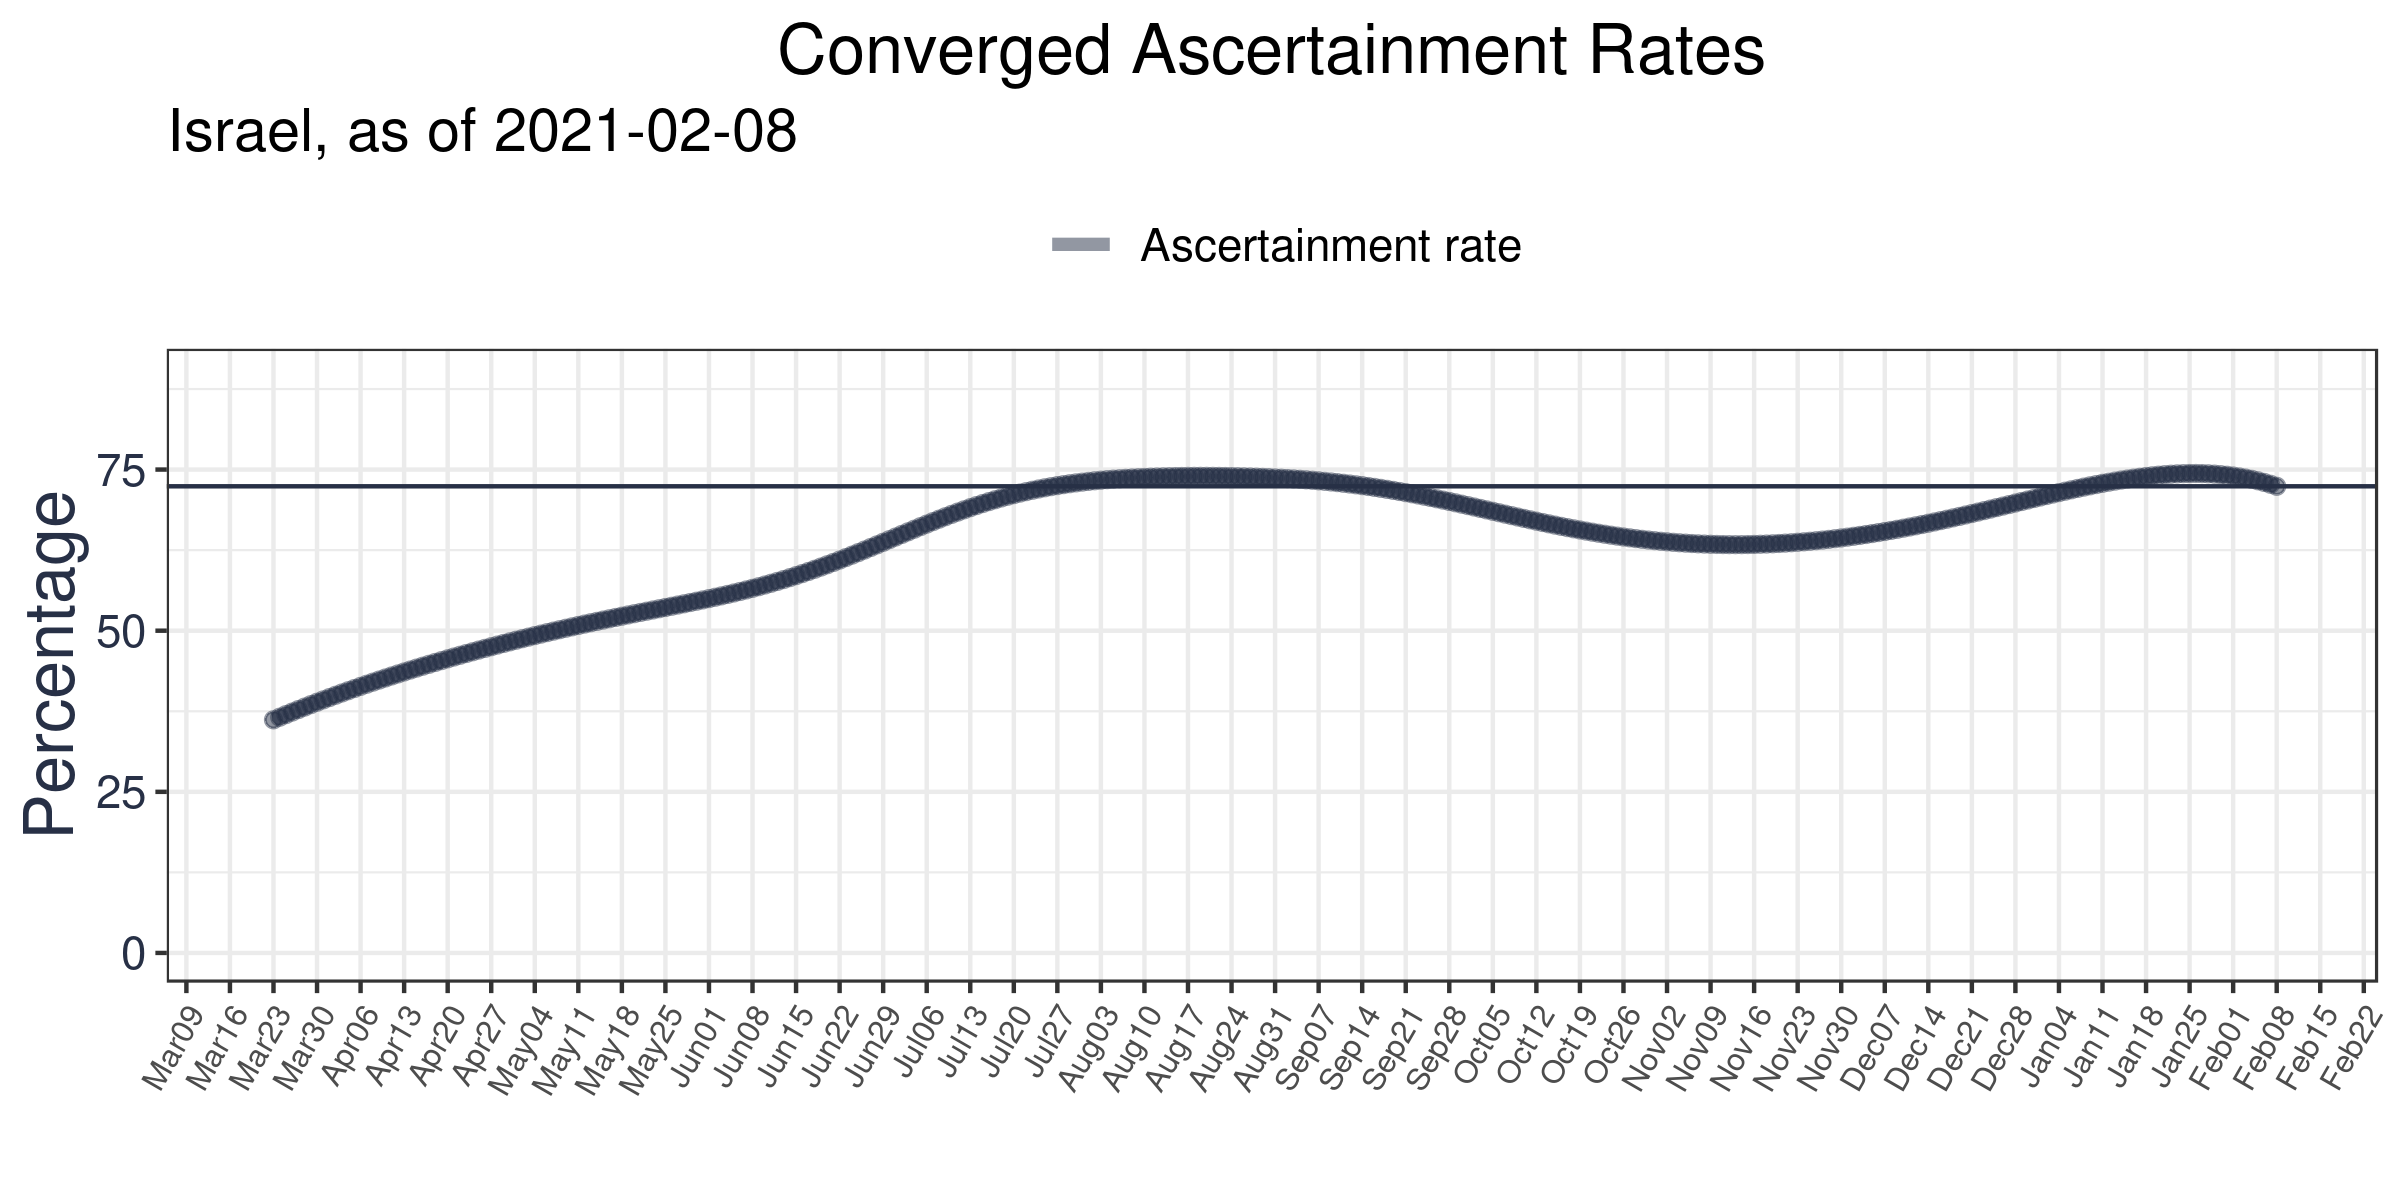 Converged Ascertainment Rates
Israel, as of 2021-02-08
Ascertainment rate
Percentage
75
50
25
0
Mar09
Mar16
Mar23
Mar30
Apr06
Apr13
Apr20
Apr27
May04
May11
May18
May25
Jun01
Jun08
Jun15
Jun22
Jun29
Jul06
Jul13
Jul20
Jul27
Aug03
Aug10
Aug17
Aug24
Aug31
Sep07
Sep14
Sep21
Sep28
Oct05
Oct12
Oct19
Oct26
Nov02
Nov09
Nov16
Nov23
Nov30
Dec07
Dec14
Dec21
Dec28
Jan04
Jan11
Jan18
Jan25
Feb01
Feb08
Feb15
Feb22